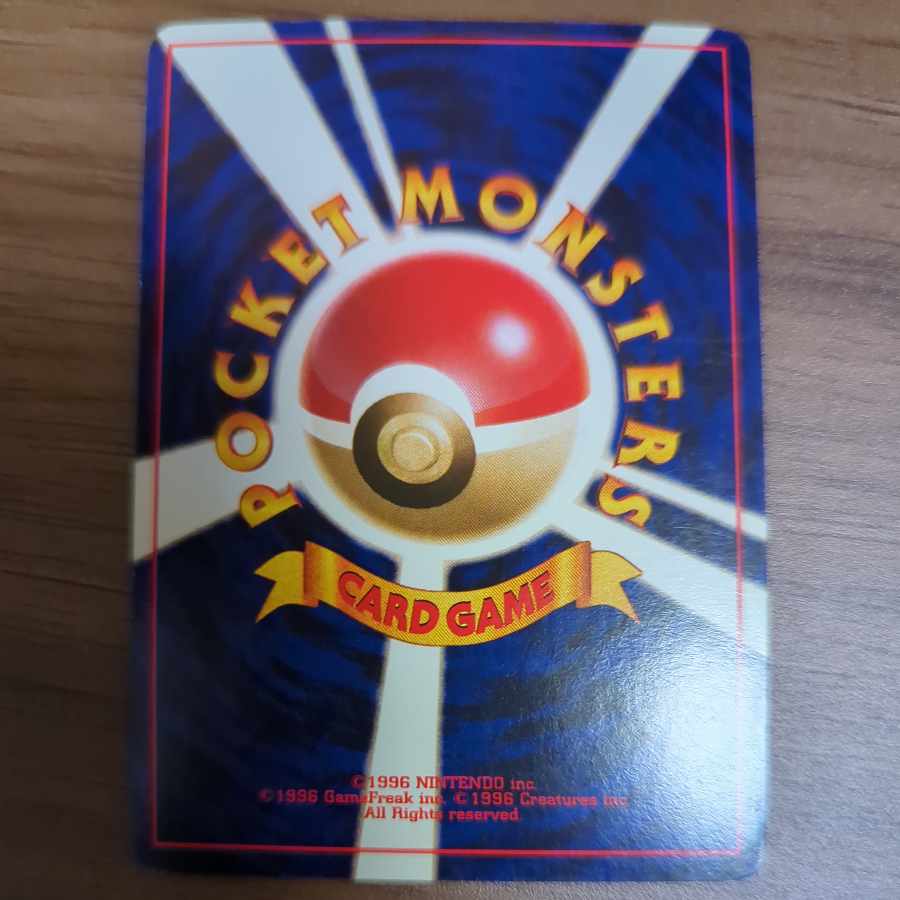 POCKET MONSTERS
CARD GAME
©1996 NINTENDO inc.
©1996 GameFreak inc. ©1996 Creatures inc.
All Rights reserved.